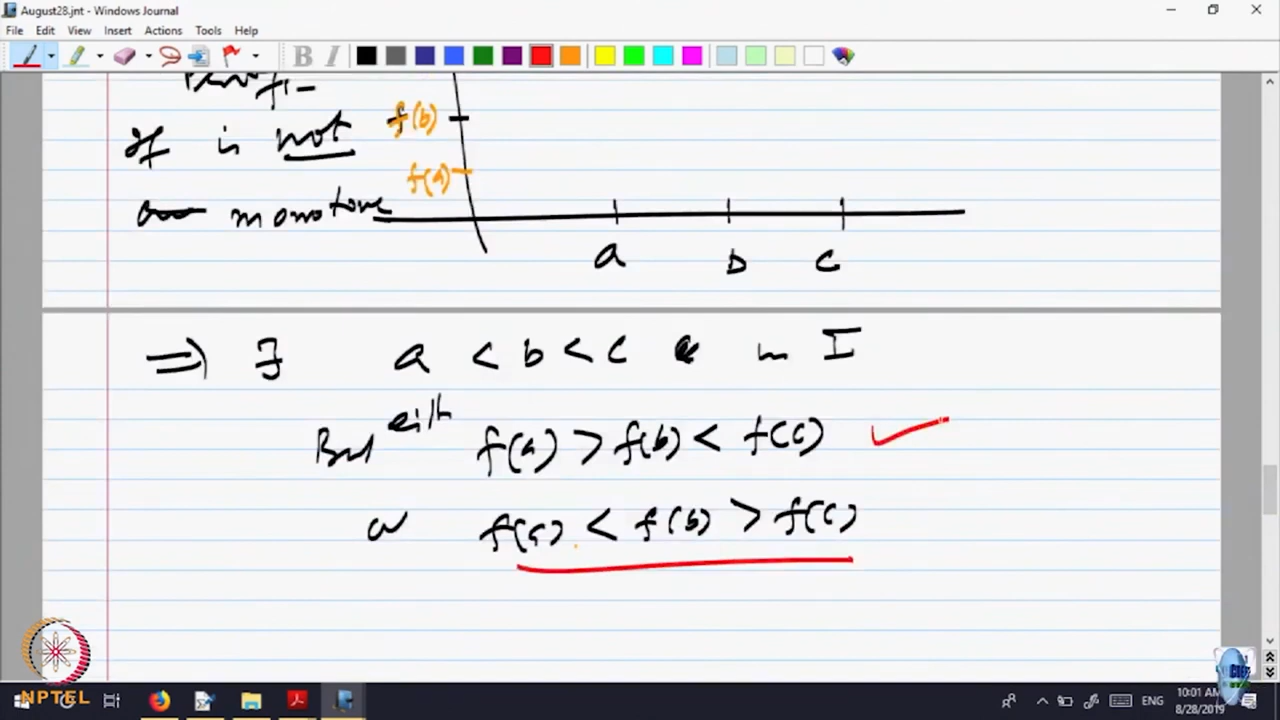 August28.jnt - Windows Journal
File Edit View Insert Actions Tools Help
B I
f(b)
If is not
f(a)
monotone
a b c
⇒ ∃ a < b < c in I
But either f(a) > f(b) < f(c)
or f(a) < f(b) > f(c)
NPTEL
ENG
10:01 AM
8/28/2019